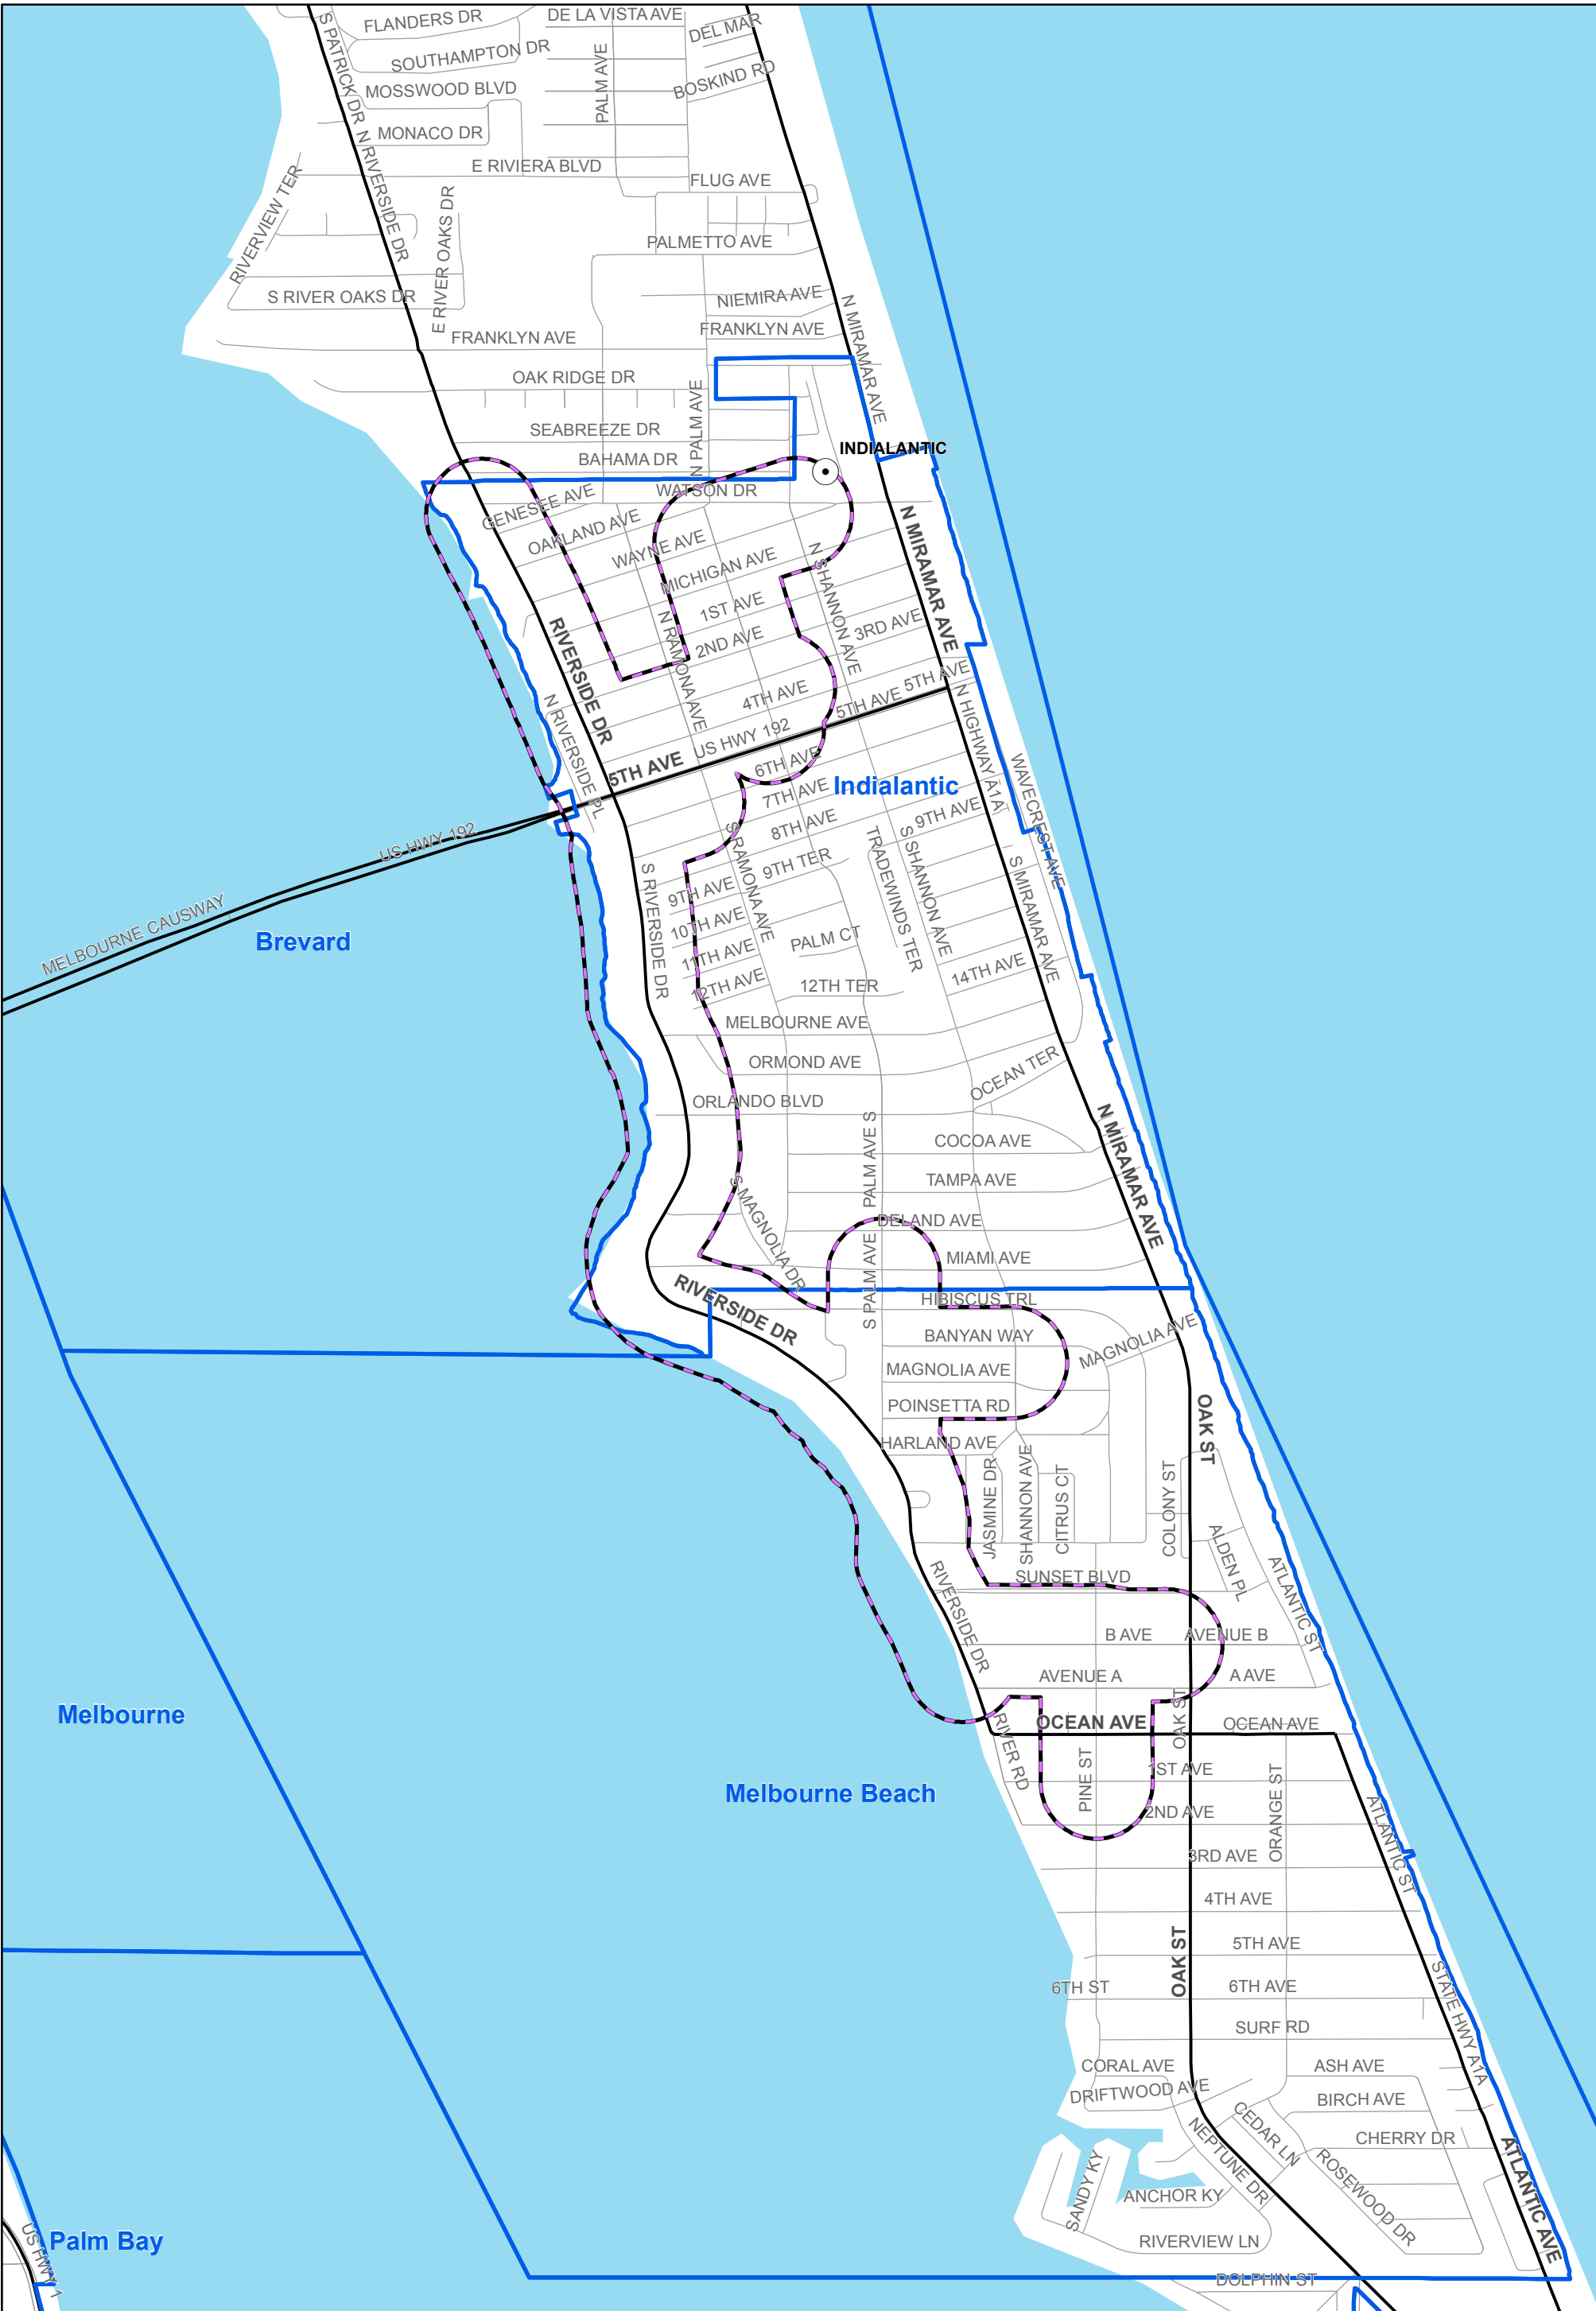 FLANDERS DR
DE LA VISTA AVE
DEL MAR
S PATRICK DR
SOUTHAMPTON DR
PALM AVE
BOSKIND RD
MOSSWOOD BLVD
MONACO DR
N RIVERSIDE DR
E RIVIERA BLVD
FLUG AVE
RIVERVIEW TER
E RIVER OAKS DR
PALMETTO AVE
S RIVER OAKS DR
NIEMIRA AVE
N MIRAMAR AVE
FRANKLYN AVE
FRANKLYN AVE
OAK RIDGE DR
N PALM AVE
SEABREEZE DR
INDIALANTIC
BAHAMA DR
WATSON DR
GENESEE AVE
OAKLAND AVE
WAYNE AVE
N MIRAMAR AVE
MICHIGAN AVE
N SHANNON AVE
1ST AVE
RIVERSIDE DR
N RAMONA AVE
2ND AVE
3RD AVE
4TH AVE
5TH AVE
5TH AVE
N RIVERSIDE PL
US HWY 192
5TH AVE
6TH AVE
N HIGHWAY A1A
Indialantic
WAVECREST AVE
7TH AVE
8TH AVE
9TH AVE
US HWY 192
S RAMONA AVE
9TH TER
TRADEWINDS TER
S SHANNON AVE
S MIRAMAR AVE
S RIVERSIDE DR
9TH AVE
MELBOURNE CAUSWAY
Brevard
10TH AVE
PALM CT
11TH AVE
14TH AVE
12TH AVE
12TH TER
MELBOURNE AVE
ORMOND AVE
OCEAN TER
ORLANDO BLVD
PALM AVE S
COCOA AVE
N MIRAMAR AVE
TAMPA AVE
S MAGNOLIA DR
DELAND AVE
S PALM AVE
MIAMI AVE
RIVERSIDE DR
HIBISCUS TRL
BANYAN WAY
MAGNOLIA AVE
MAGNOLIA AVE
POINSETTA RD
OAK ST
HARLAND AVE
JASMINE DR
SHANNON AVE
CITRUS CT
COLONY ST
ALDEN PL
RIVERSIDE DR
SUNSET BLVD
ATLANTIC ST
B AVE
AVENUE B
AVENUE A
A AVE
Melbourne
RIVER RD
OCEAN AVE
OAK ST
OCEAN AVE
Melbourne Beach
PINE ST
1ST AVE
ORANGE ST
2ND AVE
ATLANTIC ST
3RD AVE
4TH AVE
OAK ST
5TH AVE
6TH ST
6TH AVE
STATE HWY A1A
SURF RD
CORAL AVE
ASH AVE
DRIFTWOOD AVE
BIRCH AVE
CEDAR LN
NEPTUNE DR
CHERRY DR
SANDY KY
ANCHOR KY
ROSEWOOD DR
ATLANTIC AVE
US HWY 1
Palm Bay
RIVERVIEW LN
DOLPHIN ST